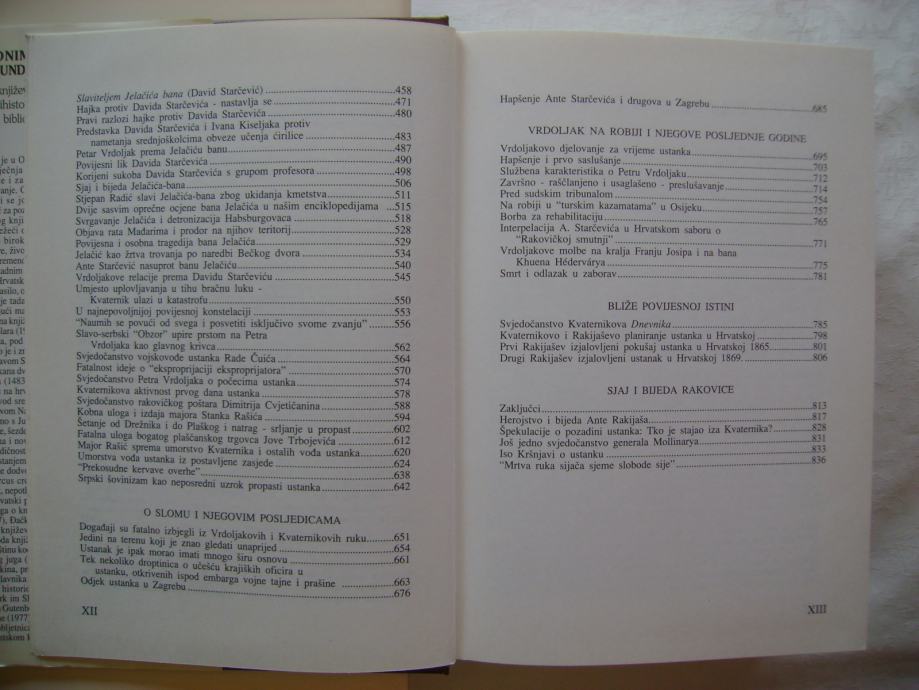 Slaviteljem Jelačića bana (David Starčević) ... 458
Hajka protiv Davida Starčevića - nastavlja se ... 471
Pravi razlozi hajke protiv Davida Starčevića ... 480
Predstavka Davida Starčevića i Ivana Kiseljaka protiv
nametanja srednjoškolcima obveze učenja ćirilice ... 483
Petar Vrdoljak prema Jelačiću banu ... 487
Povijesni lik Davida Starčevića ... 490
Korijeni sukoba Davida Starčevića s grupom profesora ... 498
Sjaj i bijeda Jelačića-bana ... 506
Stjepan Radić slavi Jelačića-bana zbog ukidanja kmetstva ... 511
Dvije sasvim oprečne ocjene bana Jelačića u našim enciklopedijama ... 515
Svrgavanje Jelačića i detronizacija Habsburgovaca ... 518
Objava rata Mađarima i prodor na njihov teritorij ... 528
Povijesna i osobna tragedija bana Jelačića ... 529
Jelačić kao žrtva trovanja po naredbi Bečkog dvora ... 534
Ante Starčević nasuprot banu Jelačiću ... 540
Vrdoljakove relacije prema Davidu Starčeviću ... 545
Umjesto uplovljavanja u tihu bračnu luku -
Kvaternik ulazi u katastrofu ... 550
U najnepovoljnijoj povijesnoj konstelaciji ... 553
“Naumih se povući od svega i posvetiti isključivo svome zvanju” ... 556
Slavo-serbski “Obzor” upire prstom na Petra
Vrdoljaka kao glavnog krivca ... 562
Svjedočanstvo vojskovođe ustanka Rade Čuića ... 564
Fatalnost ideje o “eksproprijaciji eksproprijatora” ... 570
Svjedočanstvo Petra Vrdoljaka o počecima ustanka ... 574
Kvaternikova aktivnost prvog dana ustanka ... 578
Svjedočanstvo rakovičkog poštara Dimitrija Cvjetičanina ... 588
Kobna uloga i izdaja majora Stanka Rašića ... 594
Šetanje od Drežnika i do Plaškog i natrag - srljanje u propast ... 602
Fatalna uloga bogatog plaščanskog trgovca Jove Trbojevića ... 612
Major Rašić sprema umorstvo Kvaternika i ostalih vođa ustanka ... 620
Umorstva vođa ustanka iz postavljene zasjede ... 624
“Prekosudne kervave overhe” ... 638
Srpski šovinizam kao neposredni uzrok propasti ustanka ... 642
O SLOMU I NJEGOVIM POSLJEDICAMA
Događaji su fatalno izbjegli iz Vrdoljakovih i Kvaternikovih ruku ... 651
Jedini na terenu koji je znao gledati unaprijed ... 654
Ustanak je ipak morao imati mnogo širu osnovu ... 661
Tek nekoliko droptinica o učešću krajiških oficira u
ustanku, otkrivenih ispod embarga vojne tajne i prašine ... 663
Odjek ustanka u Zagrebu ... 676
XII
Hapšenje Ante Starčevića i drugova u Zagrebu ... 685
VRDOLJAK NA ROBIJI I NJEGOVE POSLJEDNJE GODINE
Vrdoljakovo djelovanje za vrijeme ustanka ... 695
Hapšenje i prvo saslušanje ... 703
Službena karakteristika o Petru Vrdoljaku ... 712
Završno - raščlanjeno i usaglašeno - preslušavanje ... 714
Pred sudskim tribunalom ... 754
Na robiji u “turskim kazamatama” u Osijeku ... 757
Borba za rehabilitaciju ... 765
Interpelacija A. Starčevića u Hrvatskom saboru o
“Rakovičkoj smutnji” ... 771
Vrdoljakove molbe na kralja Franju Josipa i na bana
Khuena Héderváryja ... 775
Smrt i odlazak u zaborav ... 781
BLIŽE POVIJESNOJ ISTINI
Svjedočanstvo Kvaternikova Dnevnika ... 785
Kvaternikovo i Rakijaševo planiranje ustanka u Hrvatskoj ... 798
Prvi Rakijašev izjalovljeni pokušaj ustanka u Hrvatskoj 1865. ... 801
Drugi Rakijašev izjalovljeni ustanak u Hrvatskoj 1869. ... 806
SJAJ I BIJEDA RAKOVICE
Zaključci ... 813
Herojstvo i bijeda Ante Rakijaša ... 817
Špekulacije o pozadini ustanka: Tko je stajao iza Kvaternika? ... 828
Još jedno svjedočanstvo generala Mollinarya ... 831
Iso Kršnjavi o ustanku ... 833
“Mrtva ruka sijača sjeme slobode sije” ... 836
XIII